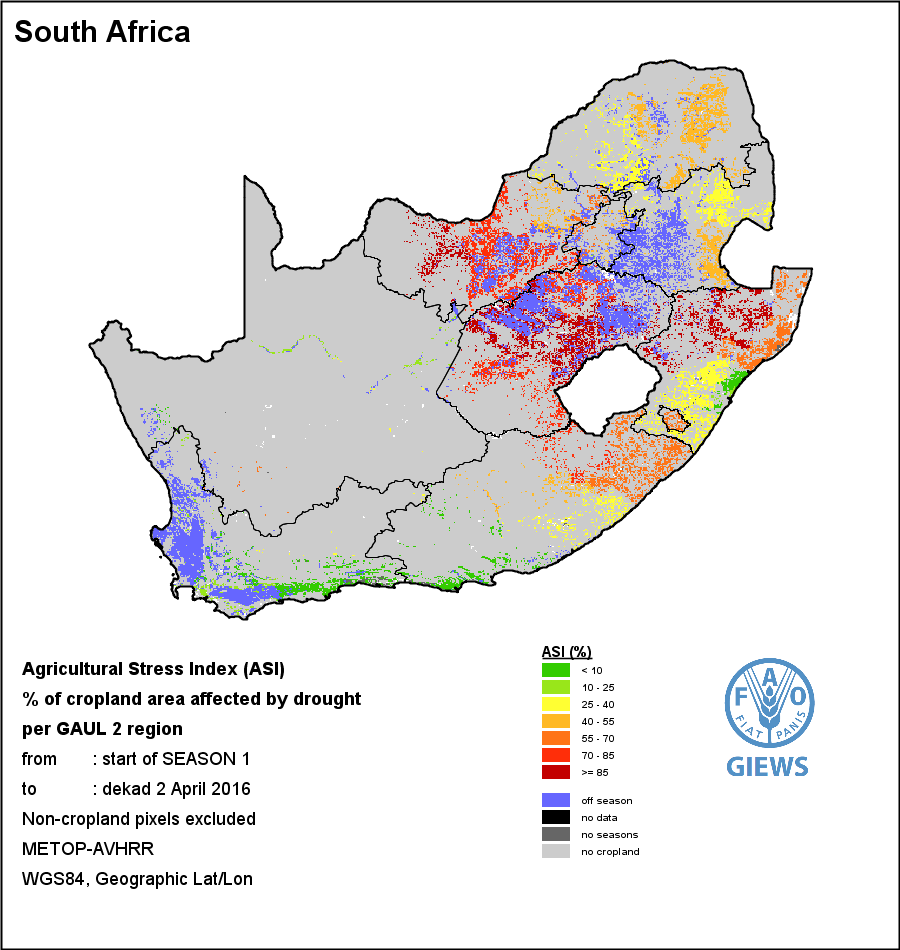 South Africa
Agricultural Stress Index (ASI)
% of cropland area affected by drought
per GAUL 2 region
from : start of SEASON 1
to : dekad 2 April 2016
Non-cropland pixels excluded
METOP-AVHRR
WGS84, Geographic Lat/Lon
ASI (%)
< 10
10 - 25
25 - 40
40 - 55
55 - 70
70 - 85
>= 85
off season
no data
no seasons
no cropland
F A O
FIAT PANIS
GIEWS